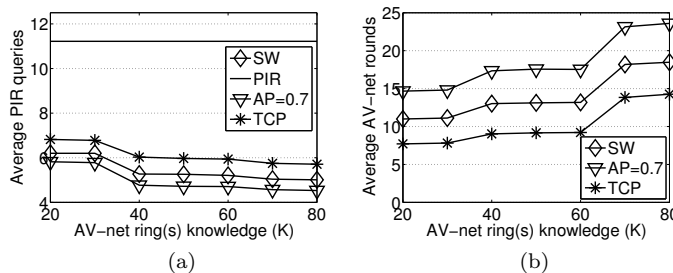 12
10
8
6
4
20
40
60
80
Average PIR queries
AV−net ring(s) knowledge (K)
SW
PIR
AP=0.7
TCP
(a)
25
20
15
10
5
0
20
40
60
80
Average AV−net rounds
AV−net ring(s) knowledge (K)
SW
AP=0.7
TCP
(b)